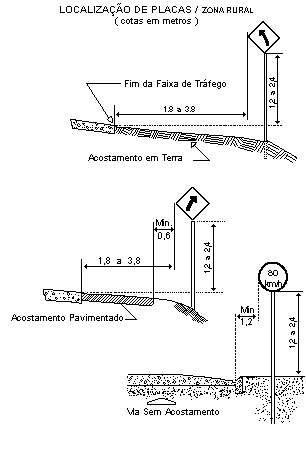 LOCALIZAÇÃO DE PLACAS / ZONA RURAL
( cotas em metros )
Fim da Faixa de Tráfego
1,8 a 3,8
1,2 a 2,4
Acostamento em Terra
Min.
0,6
1,8 a 3,8
1,2 a 2,4
Acostamento Pavimentado
80
km/h
Min
1,2
1,2 a 2,4
Via Sem Acostamento